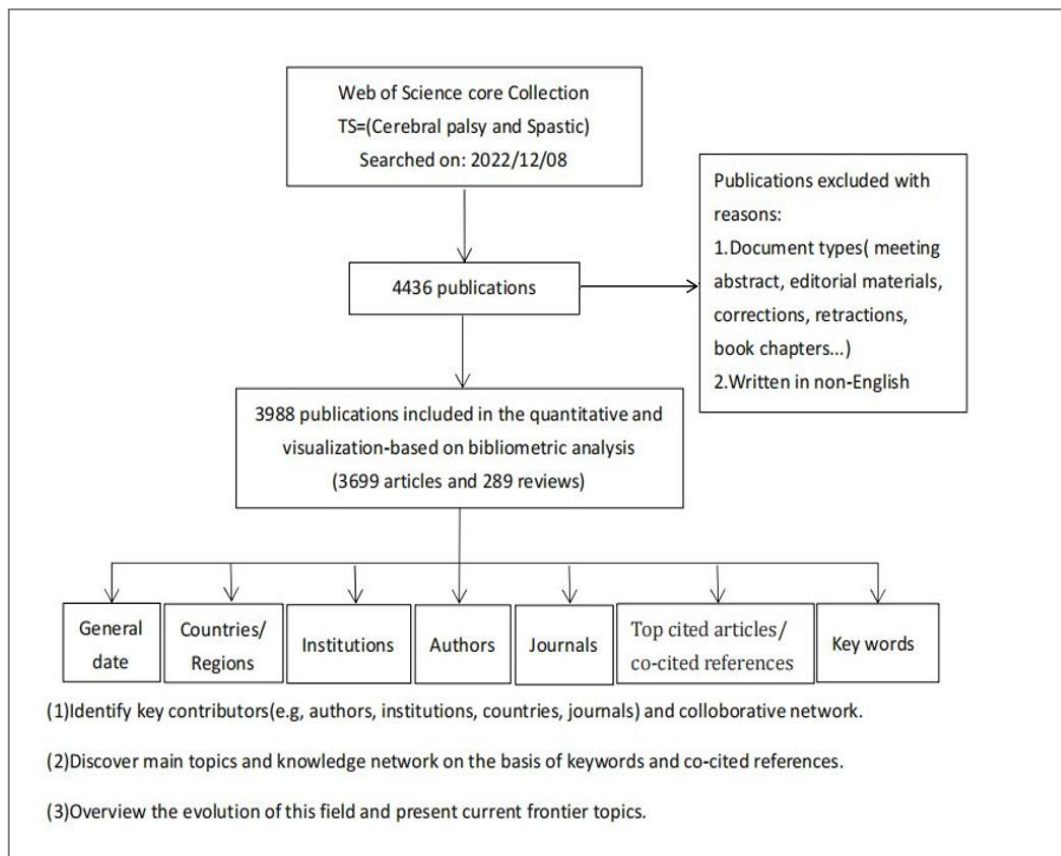 Web of Science core Collection
TS=(Cerebral palsy and Spastic)
Searched on: 2022/12/08
Publications excluded with
reasons:
1.Document types( meeting
abstract, editorial materials,
corrections, retractions,
book chapters...)
2.Written in non-English
4436 publications
3988 publications included in the quantitative and
visualization-based on bibliometric analysis
(3699 articles and 289 reviews)
General
date
Countries/
Regions
Institutions
Authors
Journals
Top cited articles/
co-cited references
Key words
(1)Identify key contributors(e.g, authors, institutions, countries, journals) and colloborative network.
(2)Discover main topics and knowledge network on the basis of keywords and co-cited references.
(3)Overview the evolution of this field and present current frontier topics.